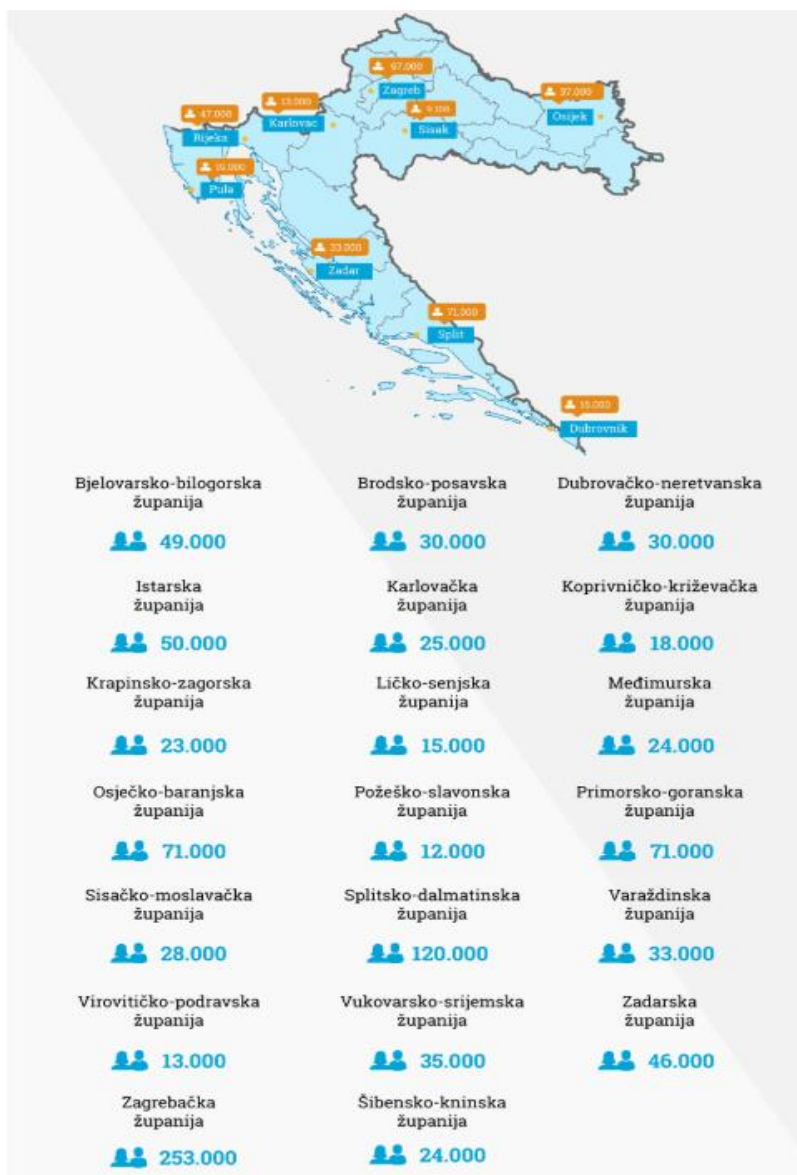 67.000
Zagreb
37.000
Osijek
13.000
Karlovac
9.100
Sisak
47.000
Rijeka
Pula
33.000
Zadar
71.000
Split
Dubrovnik
Bjelovarsko-bilogorska
županija
49.000
Brodsko-posavska
županija
30.000
Dubrovačko-neretvanska
županija
30.000
Istarska
županija
50.000
Karlovačka
županija
25.000
Koprivničko-križevačka
županija
18.000
Krapinsko-zagorska
županija
23.000
Ličko-senjska
županija
15.000
Međimurska
županija
24.000
Osječko-baranjska
županija
71.000
Požeško-slavonska
županija
12.000
Primorsko-goranska
županija
71.000
Sisačko-moslavačka
županija
28.000
Splitsko-dalmatinska
županija
120.000
Varaždinska
županija
33.000
Virovitičko-podravska
županija
13.000
Vukovarsko-srijemska
županija
35.000
Zadarska
županija
46.000
Zagrebačka
županija
253.000
Šibensko-kninska
županija
24.000